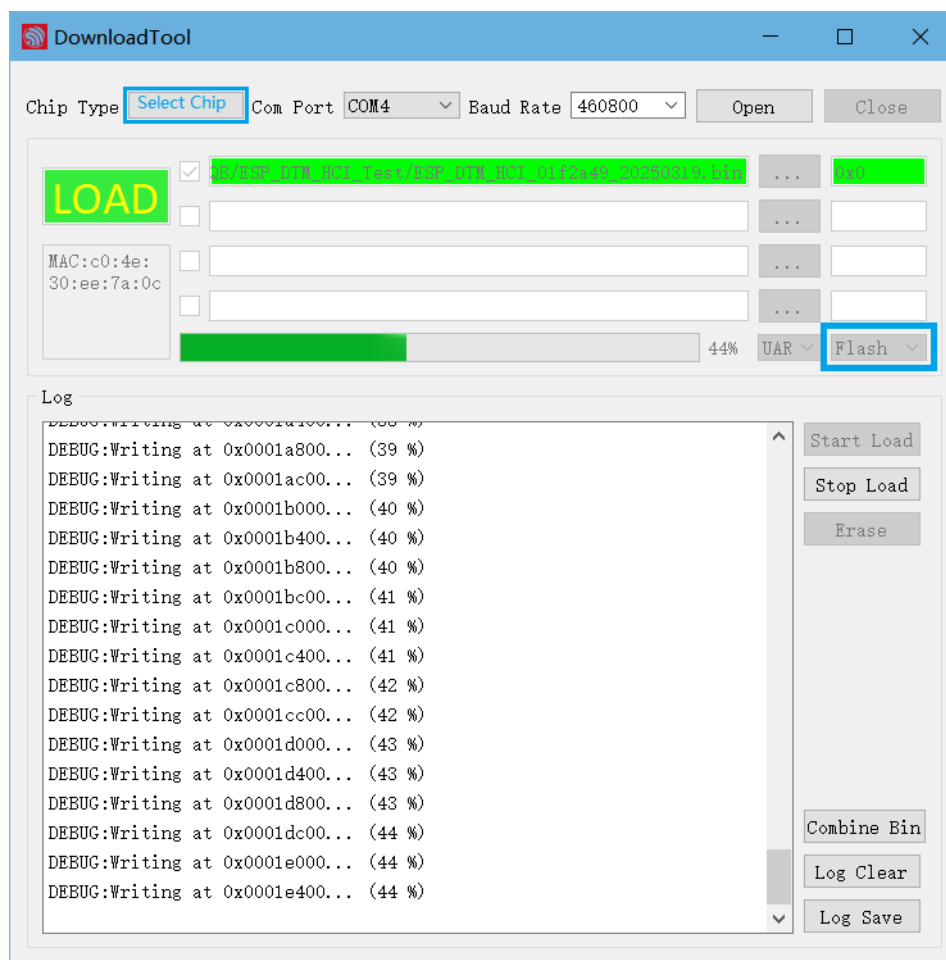 DownloadTool
Chip Type Select Chip Com Port COM4 Baud Rate 460800 Open Close
LOAD QB/ESP_DTM_HCI_Test/ESP_DTM_HCI_01f2a49_20250319.bin ... 0x0
...
MAC:c0:4e: ...
30:ee:7a:0c
...
44% UAR Flash
Log
DEBUG:Writing at
DEBUG:Writing at 0x0001a800... (39 %) Start Load
DEBUG:Writing at 0x0001ac00... (39 %) Stop Load
DEBUG:Writing at 0x0001b000... (40 %)
DEBUG:Writing at 0x0001b400... (40 %) Erase
DEBUG:Writing at 0x0001b800... (40 %)
DEBUG:Writing at 0x0001bc00... (41 %)
DEBUG:Writing at 0x0001c000... (41 %)
DEBUG:Writing at 0x0001c400... (41 %)
DEBUG:Writing at 0x0001c800... (42 %)
DEBUG:Writing at 0x0001cc00... (42 %)
DEBUG:Writing at 0x0001d000... (43 %)
DEBUG:Writing at 0x0001d400... (43 %)
DEBUG:Writing at 0x0001d800... (43 %)
DEBUG:Writing at 0x0001dc00... (44 %) Combine Bin
DEBUG:Writing at 0x0001e000... (44 %) Log Clear
DEBUG:Writing at 0x0001e400... (44 %) Log Save